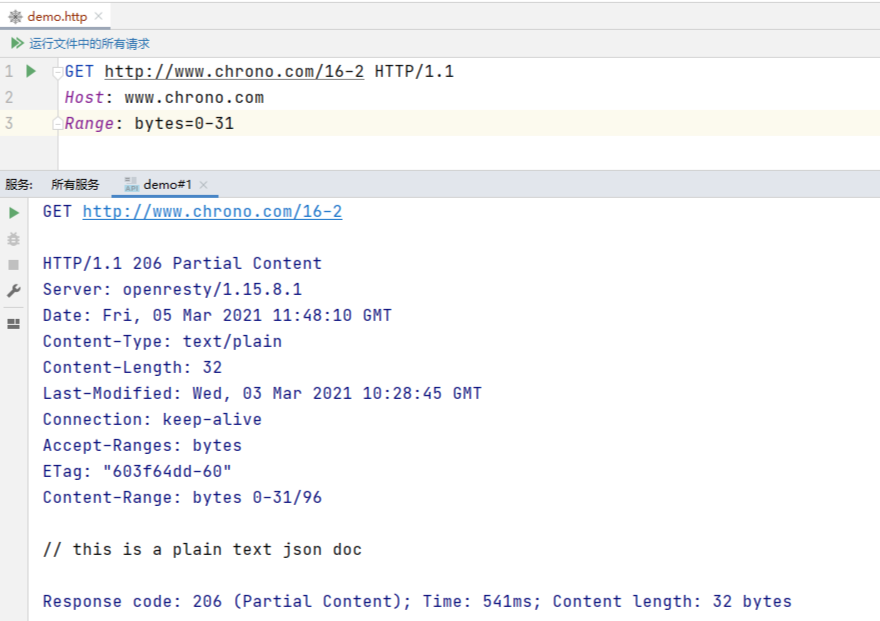 demo.http
运行文件中的所有请求
1 GET http://www.chrono.com/16-2 HTTP/1.1
2 Host: www.chrono.com
3 Range: bytes=0-31
服务: 所有服务 demo#1
GET http://www.chrono.com/16-2
HTTP/1.1 206 Partial Content
Server: openresty/1.15.8.1
Date: Fri, 05 Mar 2021 11:48:10 GMT
Content-Type: text/plain
Content-Length: 32
Last-Modified: Wed, 03 Mar 2021 10:28:45 GMT
Connection: keep-alive
Accept-Ranges: bytes
ETag: "603f64dd-60"
Content-Range: bytes 0-31/96
// this is a plain text json doc
Response code: 206 (Partial Content); Time: 541ms; Content length: 32 bytes